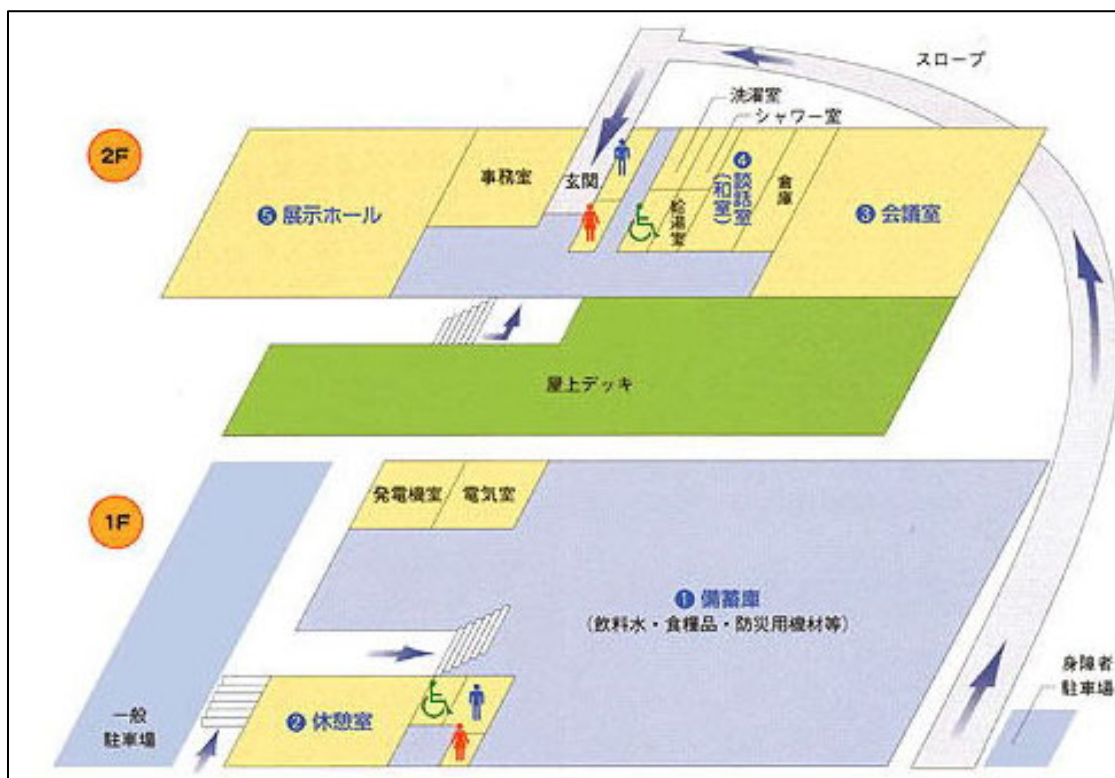 スロープ
洗濯室
シャワー室
2F
事務室
玄関
❹談話室
(和室)
倉庫
給湯室
❺ 展示ホール
❸ 会議室
屋上デッキ
発電機室
電気室
1F
❶ 備蓄庫
(飲料水・食糧品・防災用機材等)
身障者
駐車場
一般
駐車場
❷ 休憩室